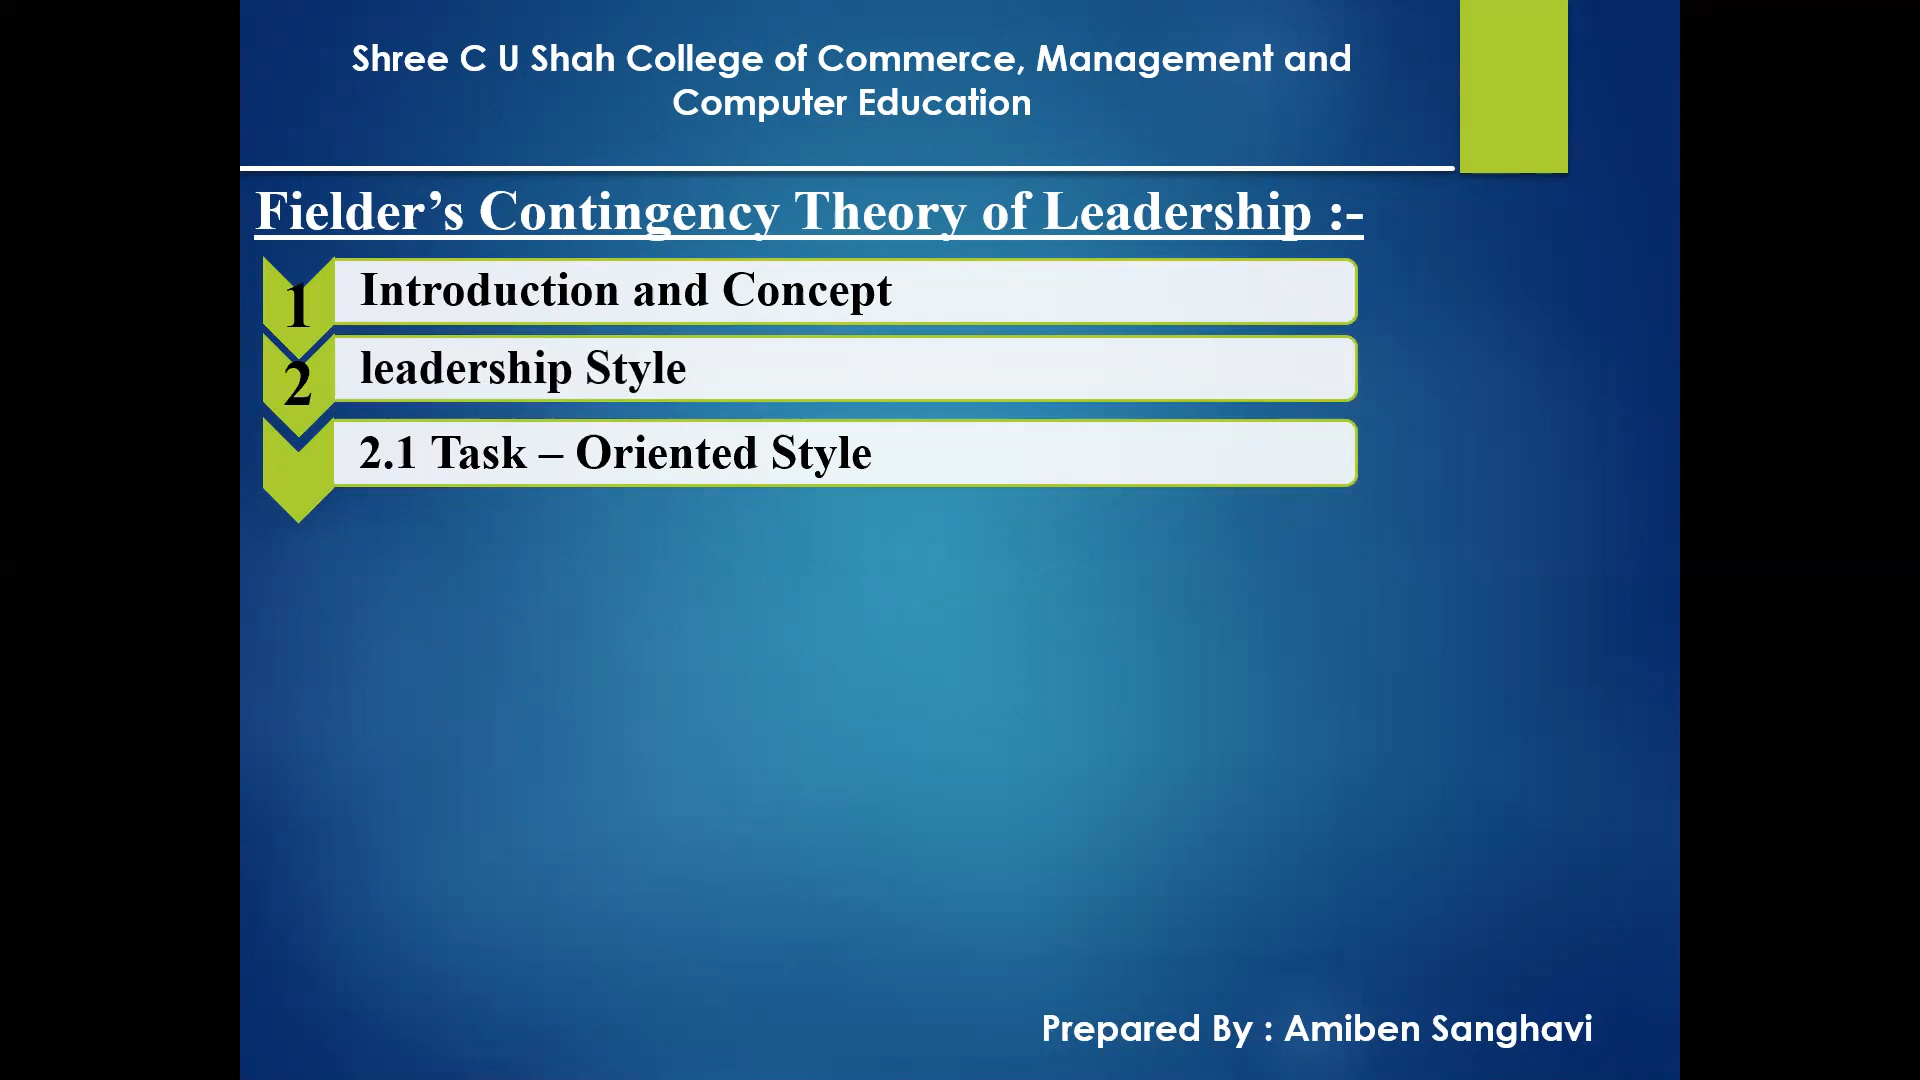 Shree C U Shah College of Commerce, Management and
Computer Education
Fielder’s Contingency Theory of Leadership :-
1 Introduction and Concept
2 leadership Style
2.1 Task – Oriented Style
Prepared By : Amiben Sanghavi